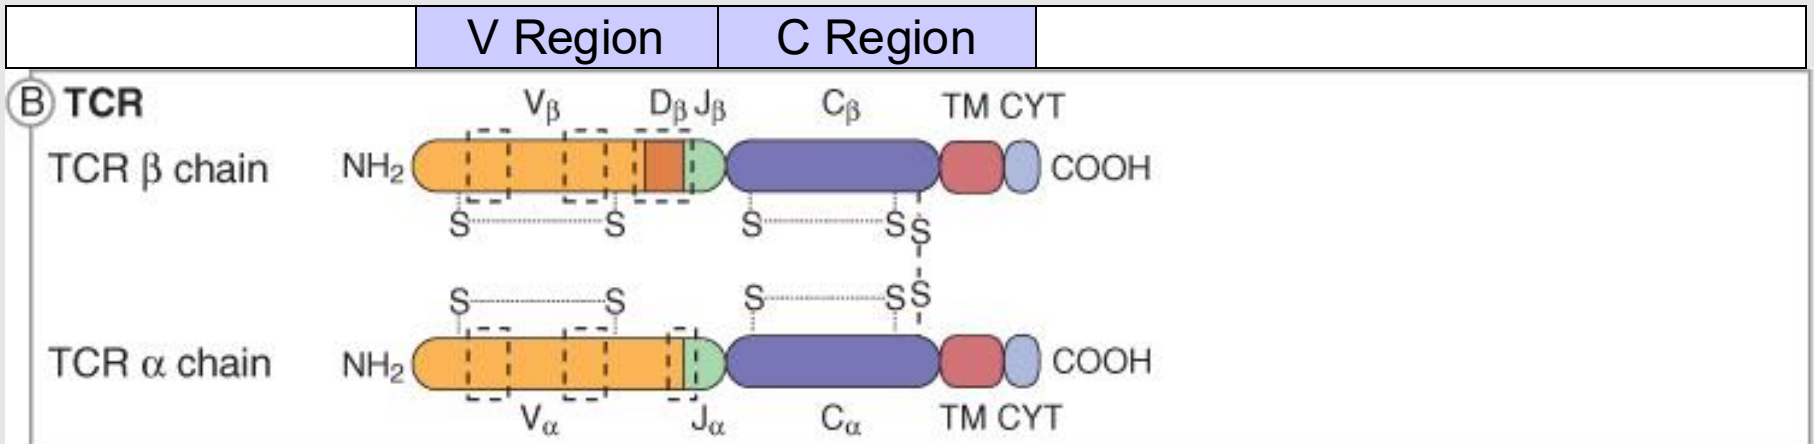 V Region C Region
B TCR
Vβ Dβ Jβ Cβ TM CYT
TCR β chain NH2 COOH
S S S S S
S S S S S
TCR α chain NH2 COOH
Vα Jα Cα TM CYT